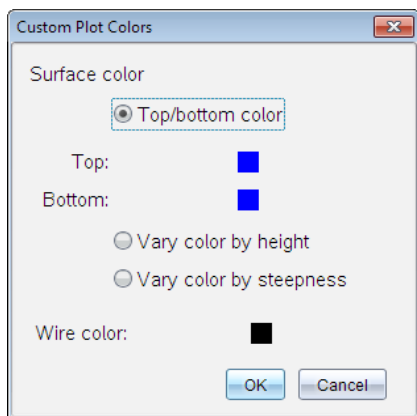 Custom Plot Colors
Surface color
Top/bottom color
Top:
Bottom:
Vary color by height
Vary color by steepness
Wire color:
OK Cancel